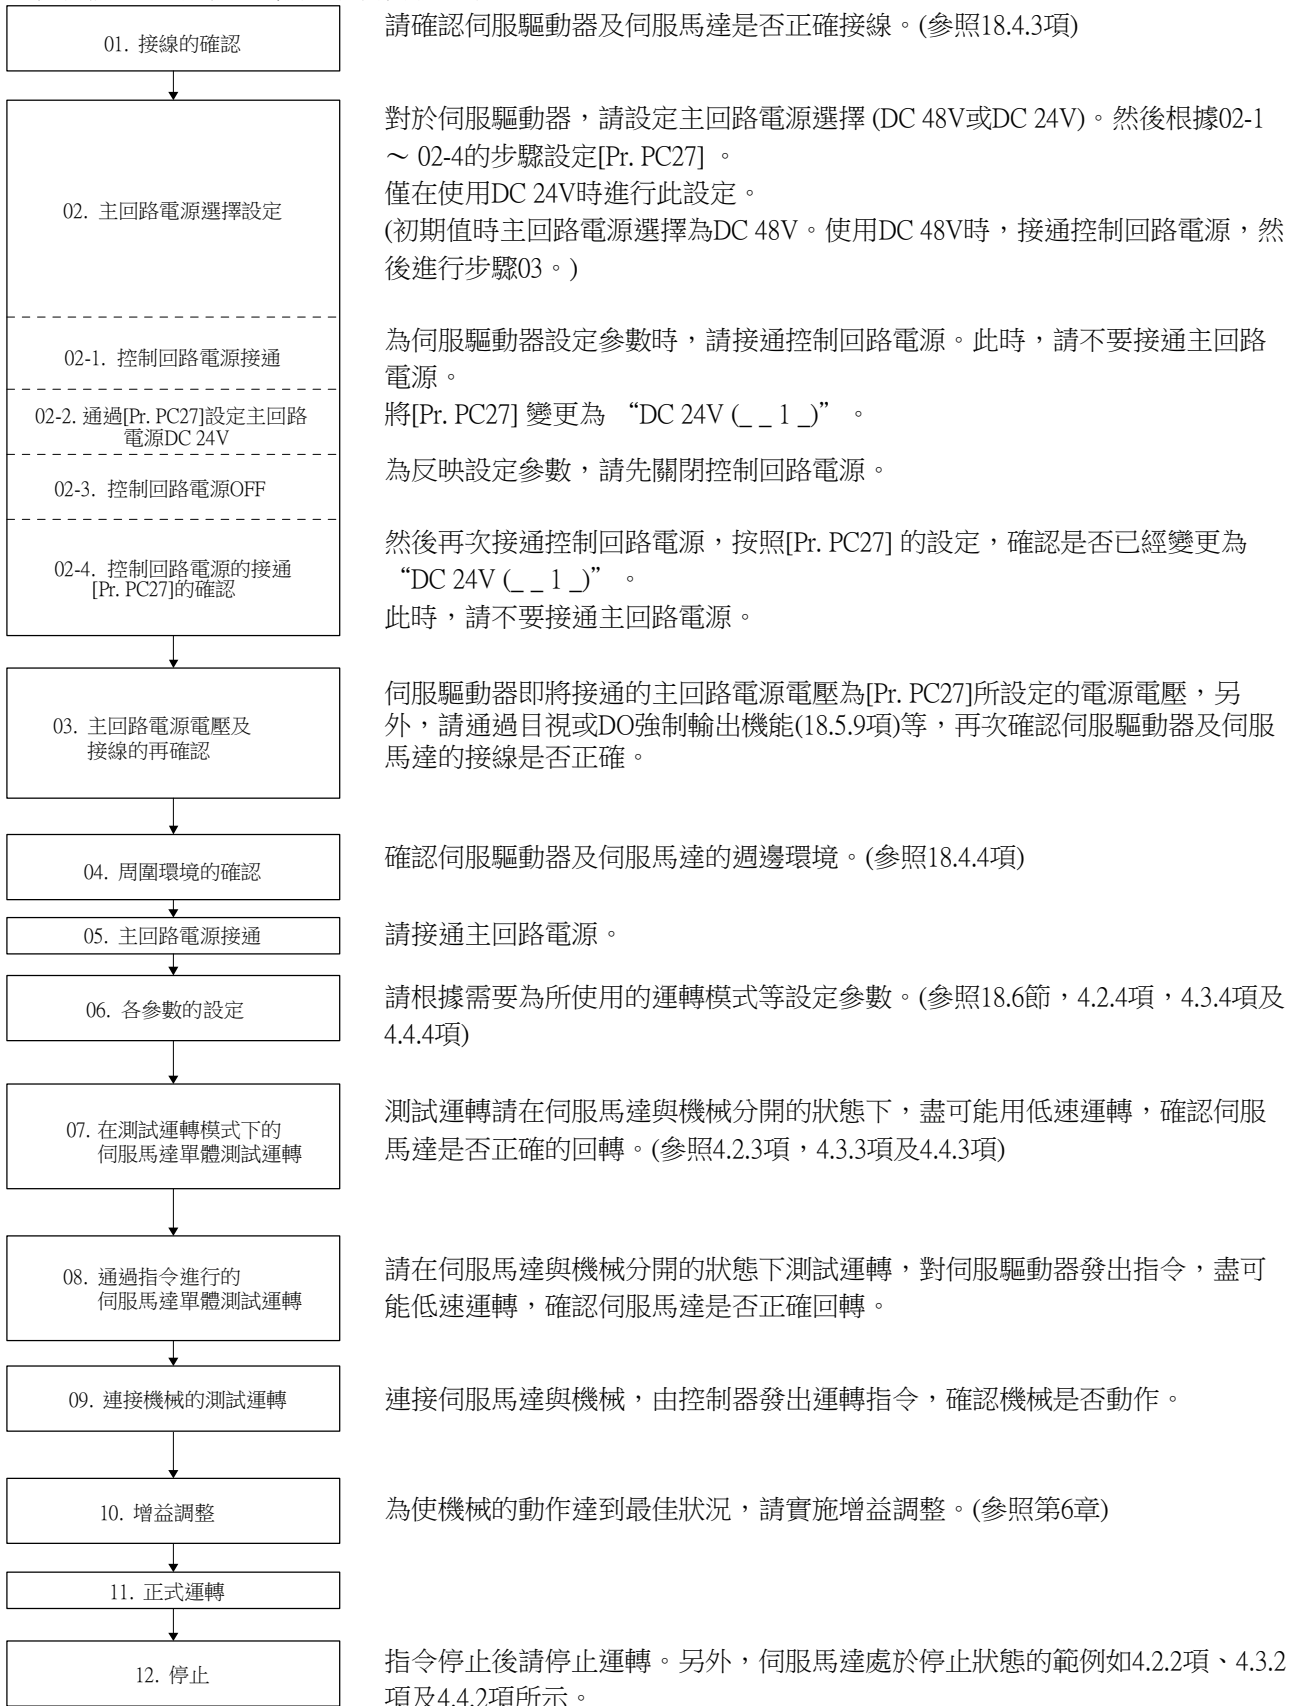 01. 接線的確認
請確認伺服驅動器及伺服馬達是否正確接線。(參照18.4.3項)
02. 主回路電源選擇設定
對於伺服驅動器，請設定主回路電源選擇 (DC 48V或DC 24V)。然後根據02-1
～ 02-4的步驟設定[Pr. PC27] 。
僅在使用DC 24V時進行此設定。
(初期值時主回路電源選擇為DC 48V。使用DC 48V時，接通控制回路電源，然
後進行步驟03。)
02-1. 控制回路電源接通
為伺服驅動器設定參數時，請接通控制回路電源。此時，請不要接通主回路
電源。
02-2. 通過[Pr. PC27]設定主回路
電源DC 24V
將[Pr. PC27] 變更為 “DC 24V (_ _ 1 _)” 。
02-3. 控制回路電源OFF
為反映設定參數，請先關閉控制回路電源。
02-4. 控制回路電源的接通
[Pr. PC27]的確認
然後再次接通控制回路電源，按照[Pr. PC27] 的設定，確認是否已經變更為
“DC 24V (_ _ 1 _)” 。
此時，請不要接通主回路電源。
03. 主回路電源電壓及
接線的再確認
伺服驅動器即將接通的主回路電源電壓為[Pr. PC27]所設定的電源電壓，另
外，請通過目視或DO強制輸出機能(18.5.9項)等，再次確認伺服驅動器及伺服
馬達的接線是否正確。
04. 周圍環境的確認
確認伺服驅動器及伺服馬達的週邊環境。(參照18.4.4項)
05. 主回路電源接通
請接通主回路電源。
06. 各參數的設定
請根據需要為所使用的運轉模式等設定參數。(參照18.6節，4.2.4項，4.3.4項及
4.4.4項)
07. 在測試運轉模式下的
伺服馬達單體測試運轉
測試運轉請在伺服馬達與機械分開的狀態下，盡可能用低速運轉，確認伺服
馬達是否正確的回轉。(參照4.2.3項，4.3.3項及4.4.3項)
08. 通過指令進行的
伺服馬達單體測試運轉
請在伺服馬達與機械分開的狀態下測試運轉，對伺服驅動器發出指令，盡可
能低速運轉，確認伺服馬達是否正確回轉。
09. 連接機械的測試運轉
連接伺服馬達與機械，由控制器發出運轉指令，確認機械是否動作。
10. 增益調整
為使機械的動作達到最佳狀況，請實施增益調整。(參照第6章)
11. 正式運轉
12. 停止
指令停止後請停止運轉。另外，伺服馬達處於停止狀態的範例如4.2.2項、4.3.2
項及4.4.2項所示。